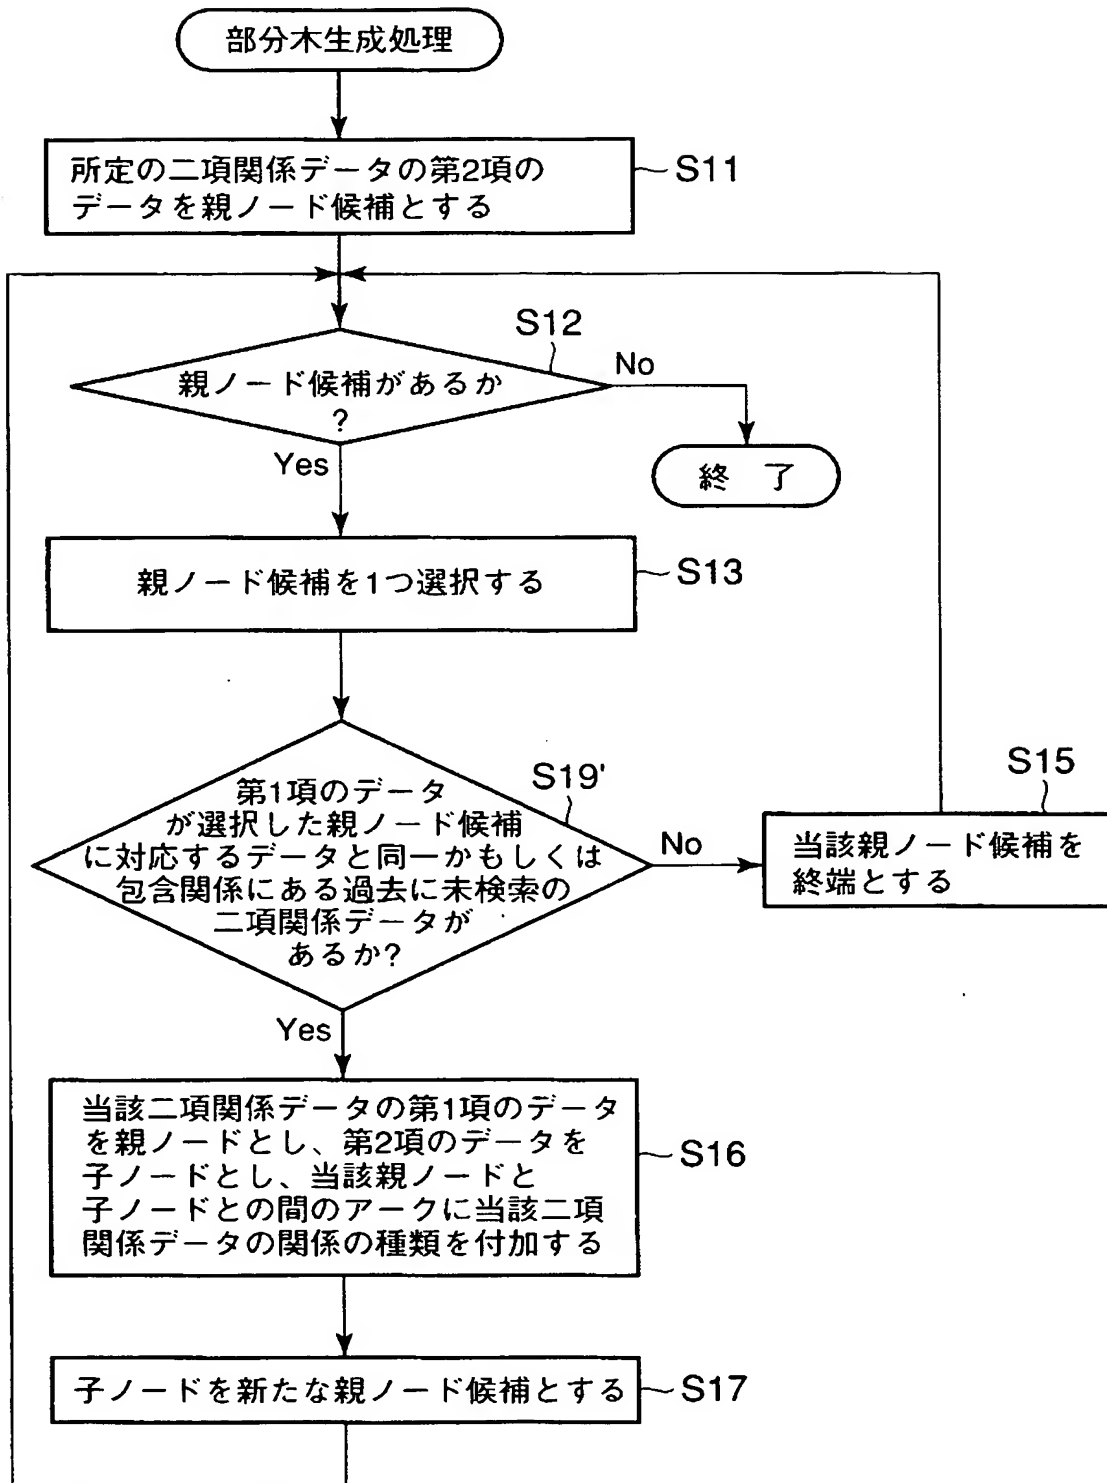 部分木生成処理
所定の二項関係データの第2項の
データを親ノード候補とする
S11
S12
親ノード候補があるか
?
No
Yes
終 了
親ノード候補を1つ選択する
S13
第1項のデータ
が選択した親ノード候補
に対応するデータと同一かもしくは
包含関係にある過去に未検索の
二項関係データが
あるか?
S19'
No
Yes
S15
当該親ノード候補を
終端とする
当該二項関係データの第1項のデータ
を親ノードとし、第2項のデータを
子ノードとし、当該親ノードと
子ノードとの間のアークに当該二項
関係データの関係の種類を付加する
S16
子ノードを新たな親ノード候補とする
S17